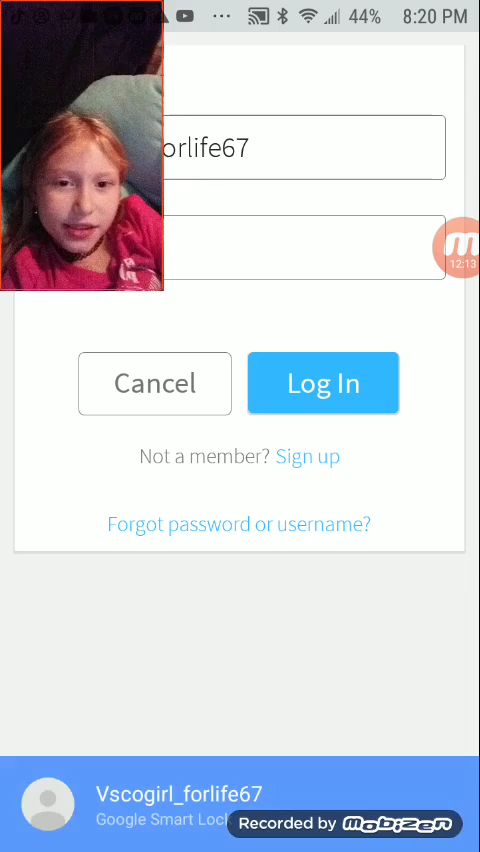 44% 8:20 PM
orlife67
12:13
Cancel
Log In
Not a member? Sign up
Forgot password or username?
Vscogirl_forlife67
Google Smart Lock
Recorded by MOBIZEN